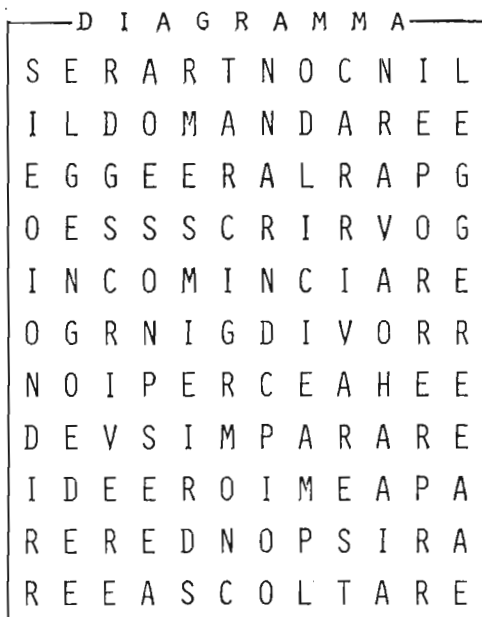 DIAGRAMMA
S E R A R T N O C N I L
I L D O M A N D A R E E
E G G E E R A L R A P G
O E S S S C R I R V O G
I N C O M I N C I A R E
O G R N I G D I V O R R
N O I P E R C E A H E E
D E V S I M P A R A R E
I D E E R O I M E A P A
R E R E D N O P S I R A
R E E A S C O L T A R E